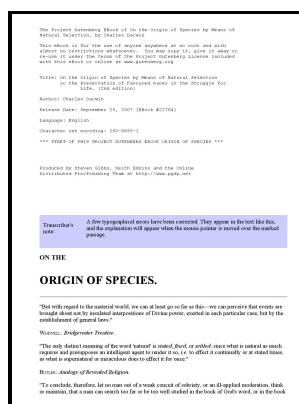 The Project Gutenberg EBook of On the Origin of Species by Means of
Natural Selection, by Charles Darwin
This eBook is for the use of anyone anywhere at no cost and with
almost no restrictions whatsoever.  You may copy it, give it away or
re-use it under the terms of the Project Gutenberg License included
with this eBook or online at www.gutenberg.org
Title: On the Origin of Species by Means of Natural Selection
or the Preservation of Favoured Races in the Struggle for
Life. (2nd edition)
Author: Charles Darwin
Release Date: September 25, 2007 [EBook #22764]
Language: English
Character set encoding: ISO-8859-1
*** START OF THIS PROJECT GUTENBERG EBOOK ORIGIN OF SPECIES ***
Produced by Steven Gibbs, Keith Edkins and the Online
Distributed Proofreading Team at http://www.pgdp.net
Transcriber's note:
A few typographical errors have been corrected. They appear in the text like this,
and the explanation will appear when the mouse pointer is moved over the marked
passage.
ON THE
ORIGIN OF SPECIES.
"But with regard to the material world, we can at least go so far as this—we can perceive that events are
brought about not by insulated interpositions of Divine power, exerted in each particular case, but by the
establishment of general laws."
Whewell: Bridgewater Treatise.
"The only distinct meaning of the word 'natural' is stated, fixed, or settled; since what is natural as much
requires and presupposes an intelligent agent to render it so, i.e. to effect it continually or at stated times,
as what is supernatural or miraculous does to effect it for once."
Butler: Analogy of Revealed Religion.
"To conclude, therefore, let no man out of a weak conceit of sobriety, or an ill-applied moderation, think
or maintain, that a man can search too far or be too well studied in the book of God's word, or in the book